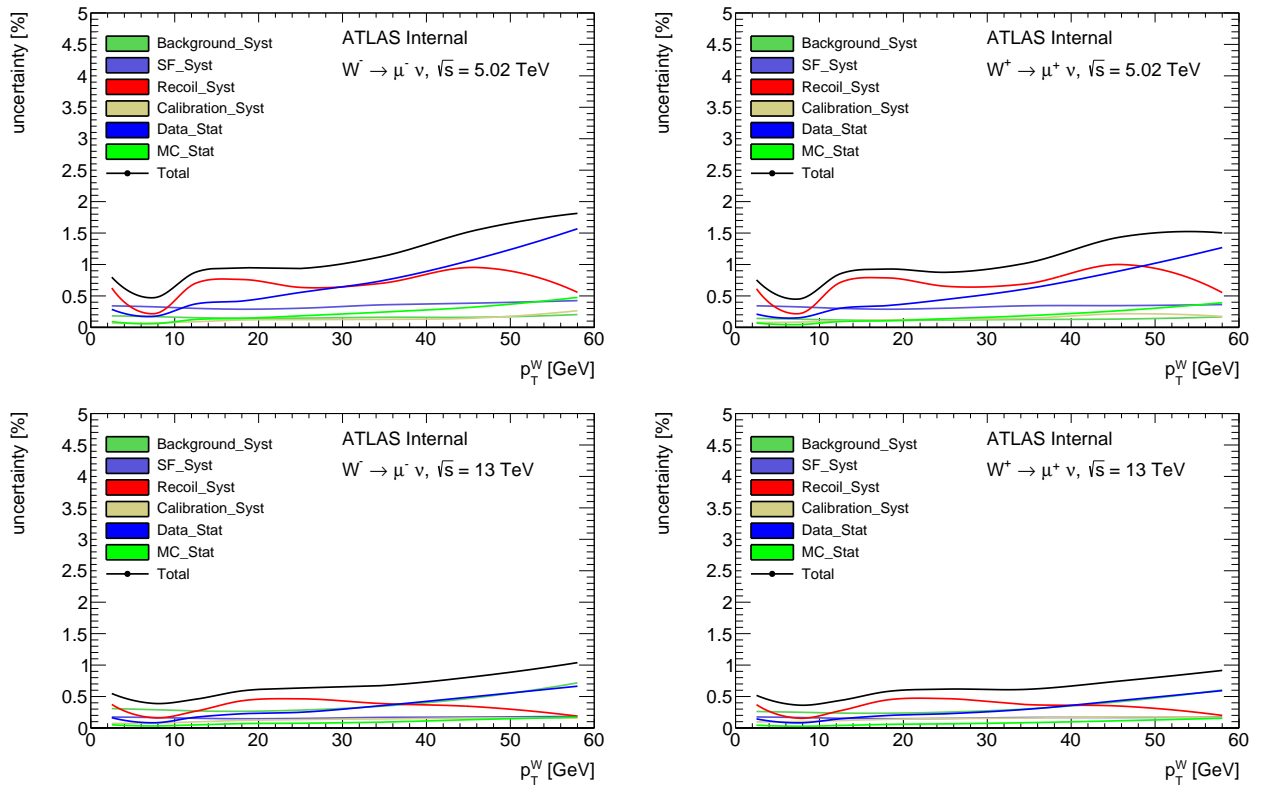 uncertainty [%]
ATLAS Internal
W⁻ → μ⁻ ν, √s = 5.02 TeV
Background_Syst
SF_Syst
Recoil_Syst
Calibration_Syst
Data_Stat
MC_Stat
Total
5
4.5
4
3.5
3
2.5
2
1.5
1
0.5
0
0 10 20 30 40 50 60
p_T^W [GeV]
uncertainty [%]
ATLAS Internal
W⁺ → μ⁺ ν, √s = 5.02 TeV
Background_Syst
SF_Syst
Recoil_Syst
Calibration_Syst
Data_Stat
MC_Stat
Total
5
4.5
4
3.5
3
2.5
2
1.5
1
0.5
0
0 10 20 30 40 50 60
p_T^W [GeV]
uncertainty [%]
ATLAS Internal
W⁻ → μ⁻ ν, √s = 13 TeV
Background_Syst
SF_Syst
Recoil_Syst
Calibration_Syst
Data_Stat
MC_Stat
Total
5
4.5
4
3.5
3
2.5
2
1.5
1
0.5
0
0 10 20 30 40 50 60
p_T^W [GeV]
uncertainty [%]
ATLAS Internal
W⁺ → μ⁺ ν, √s = 13 TeV
Background_Syst
SF_Syst
Recoil_Syst
Calibration_Syst
Data_Stat
MC_Stat
Total
5
4.5
4
3.5
3
2.5
2
1.5
1
0.5
0
0 10 20 30 40 50 60
p_T^W [GeV]